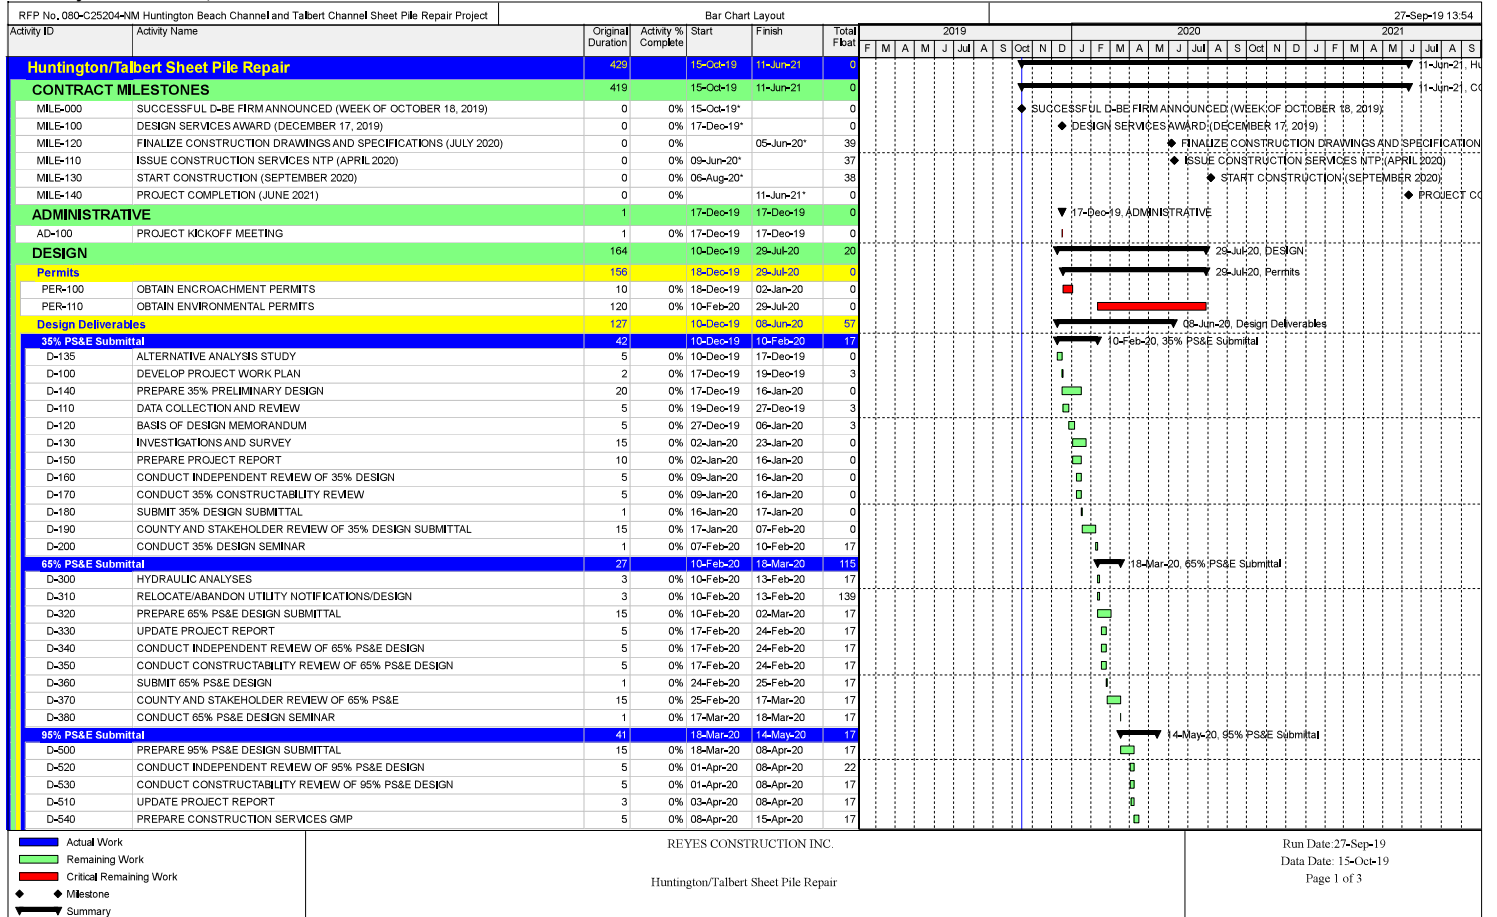 RFP No. 080-C25204-NM Huntington Beach Channel and Talbert Channel Sheet Pile Repair Project Bar Chart Layout 27-Sep-19 13:54
Activity ID Activity Name Original Duration Activity % Complete Start Finish Total Float 2019 2020 2021
F M A M J Jul A S Oct N D J F M A M J Jul A S Oct N D J F M A M J Jul A S
Huntington/Talbert Sheet Pile Repair 429 15-Oct-19 11-Jun-21 0 11-Jun-21, Hu
CONTRACT MILESTONES 419 15-Oct-19 11-Jun-21 0 11-Jun-21, CO
MILE-000 SUCCESSFUL D-BE FIRM ANNOUNCED (WEEK OF OCTOBER 18, 2019) 0 0% 15-Oct-19* 0 SUCCESSFUL D-BE FIRM ANNOUNCED (WEEK OF OCTOBER 18, 2019)
MILE-100 DESIGN SERVICES AWARD (DECEMBER 17, 2019) 0 0% 17-Dec-19* 0 DESIGN SERVICES AWARD (DECEMBER 17, 2019)
MILE-120 FINALIZE CONSTRUCTION DRAWINGS AND SPECIFICATIONS (JULY 2020) 0 0% 05-Jun-20* 39 FINALIZE CONSTRUCTION DRAWINGS AND SPECIFICATION
MILE-110 ISSUE CONSTRUCTION SERVICES NTP (APRIL 2020) 0 0% 09-Jun-20* 37 ISSUE CONSTRUCTION SERVICES NTP (APRIL 2020)
MILE-130 START CONSTRUCTION (SEPTEMBER 2020) 0 0% 06-Aug-20* 38 START CONSTRUCTION (SEPTEMBER 2020)
MILE-140 PROJECT COMPLETION (JUNE 2021) 0 0% 11-Jun-21* 0 PROJECT CO
ADMINISTRATIVE 1 17-Dec-19 17-Dec-19 0 17-Dec-19, ADMINISTRATIVE
AD-100 PROJECT KICKOFF MEETING 1 0% 17-Dec-19 17-Dec-19 0
DESIGN 164 10-Dec-19 29-Jul-20 20 29-Jul-20, DESIGN
Permits 156 18-Dec-19 29-Jul-20 0 29-Jul-20, Permits
PER-100 OBTAIN ENCROACHMENT PERMITS 10 0% 18-Dec-19 02-Jan-20 0
PER-110 OBTAIN ENVIRONMENTAL PERMITS 120 0% 10-Feb-20 29-Jul-20 0
Design Deliverables 127 10-Dec-19 08-Jun-20 57 08-Jun-20, Design Deliverables
35% PS&E Submittal 42 10-Dec-19 10-Feb-20 17 10-Feb-20, 35% PS&E Submittal
D-135 ALTERNATIVE ANALYSIS STUDY 5 0% 10-Dec-19 17-Dec-19 0
D-100 DEVELOP PROJECT WORK PLAN 2 0% 17-Dec-19 19-Dec-19 3
D-140 PREPARE 35% PRELIMINARY DESIGN 20 0% 17-Dec-19 16-Jan-20 0
D-110 DATA COLLECTION AND REVIEW 5 0% 19-Dec-19 27-Dec-19 3
D-120 BASIS OF DESIGN MEMORANDUM 5 0% 27-Dec-19 06-Jan-20 3
D-130 INVESTIGATIONS AND SURVEY 15 0% 02-Jan-20 23-Jan-20 0
D-150 PREPARE PROJECT REPORT 10 0% 02-Jan-20 16-Jan-20 0
D-160 CONDUCT INDEPENDENT REVIEW OF 35% DESIGN 5 0% 09-Jan-20 16-Jan-20 0
D-170 CONDUCT 35% CONSTRUCTABILITY REVIEW 5 0% 09-Jan-20 16-Jan-20 0
D-180 SUBMIT 35% DESIGN SUBMITTAL 1 0% 16-Jan-20 17-Jan-20 0
D-190 COUNTY AND STAKEHOLDER REVIEW OF 35% DESIGN SUBMITTAL 15 0% 17-Jan-20 07-Feb-20 0
D-200 CONDUCT 35% DESIGN SEMINAR 1 0% 07-Feb-20 10-Feb-20 17
65% PS&E Submittal 27 10-Feb-20 18-Mar-20 115 18-Mar-20, 65% PS&E Submittal
D-300 HYDRAULIC ANALYSES 3 0% 10-Feb-20 13-Feb-20 17
D-310 RELOCATE/ABANDON UTILITY NOTIFICATIONS/DESIGN 3 0% 10-Feb-20 13-Feb-20 139
D-320 PREPARE 65% PS&E DESIGN SUBMITTAL 15 0% 10-Feb-20 02-Mar-20 17
D-330 UPDATE PROJECT REPORT 5 0% 17-Feb-20 24-Feb-20 17
D-340 CONDUCT INDEPENDENT REVIEW OF 65% PS&E DESIGN 5 0% 17-Feb-20 24-Feb-20 17
D-350 CONDUCT CONSTRUCTABILITY REVIEW OF 65% PS&E DESIGN 5 0% 17-Feb-20 24-Feb-20 17
D-360 SUBMIT 65% PS&E DESIGN 1 0% 24-Feb-20 25-Feb-20 17
D-370 COUNTY AND STAKEHOLDER REVIEW OF 65% PS&E 15 0% 25-Feb-20 17-Mar-20 17
D-380 CONDUCT 65% PS&E DESIGN SEMINAR 1 0% 17-Mar-20 18-Mar-20 17
95% PS&E Submittal 41 18-Mar-20 14-May-20 17 14-May-20, 95% PS&E Submittal
D-500 PREPARE 95% PS&E DESIGN SUBMITTAL 15 0% 18-Mar-20 08-Apr-20 17
D-520 CONDUCT INDEPENDENT REVIEW OF 95% PS&E DESIGN 5 0% 01-Apr-20 08-Apr-20 22
D-530 CONDUCT CONSTRUCTABILITY REVIEW OF 95% PS&E DESIGN 5 0% 01-Apr-20 08-Apr-20 17
D-510 UPDATE PROJECT REPORT 3 0% 03-Apr-20 08-Apr-20 17
D-540 PREPARE CONSTRUCTION SERVICES GMP 5 0% 08-Apr-20 15-Apr-20 17
Actual Work
Remaining Work
Critical Remaining Work
Milestone
Summary
REYES CONSTRUCTION INC.
Huntington/Talbert Sheet Pile Repair
Run Date:27-Sep-19
Data Date: 15-Oct-19
Page 1 of 3